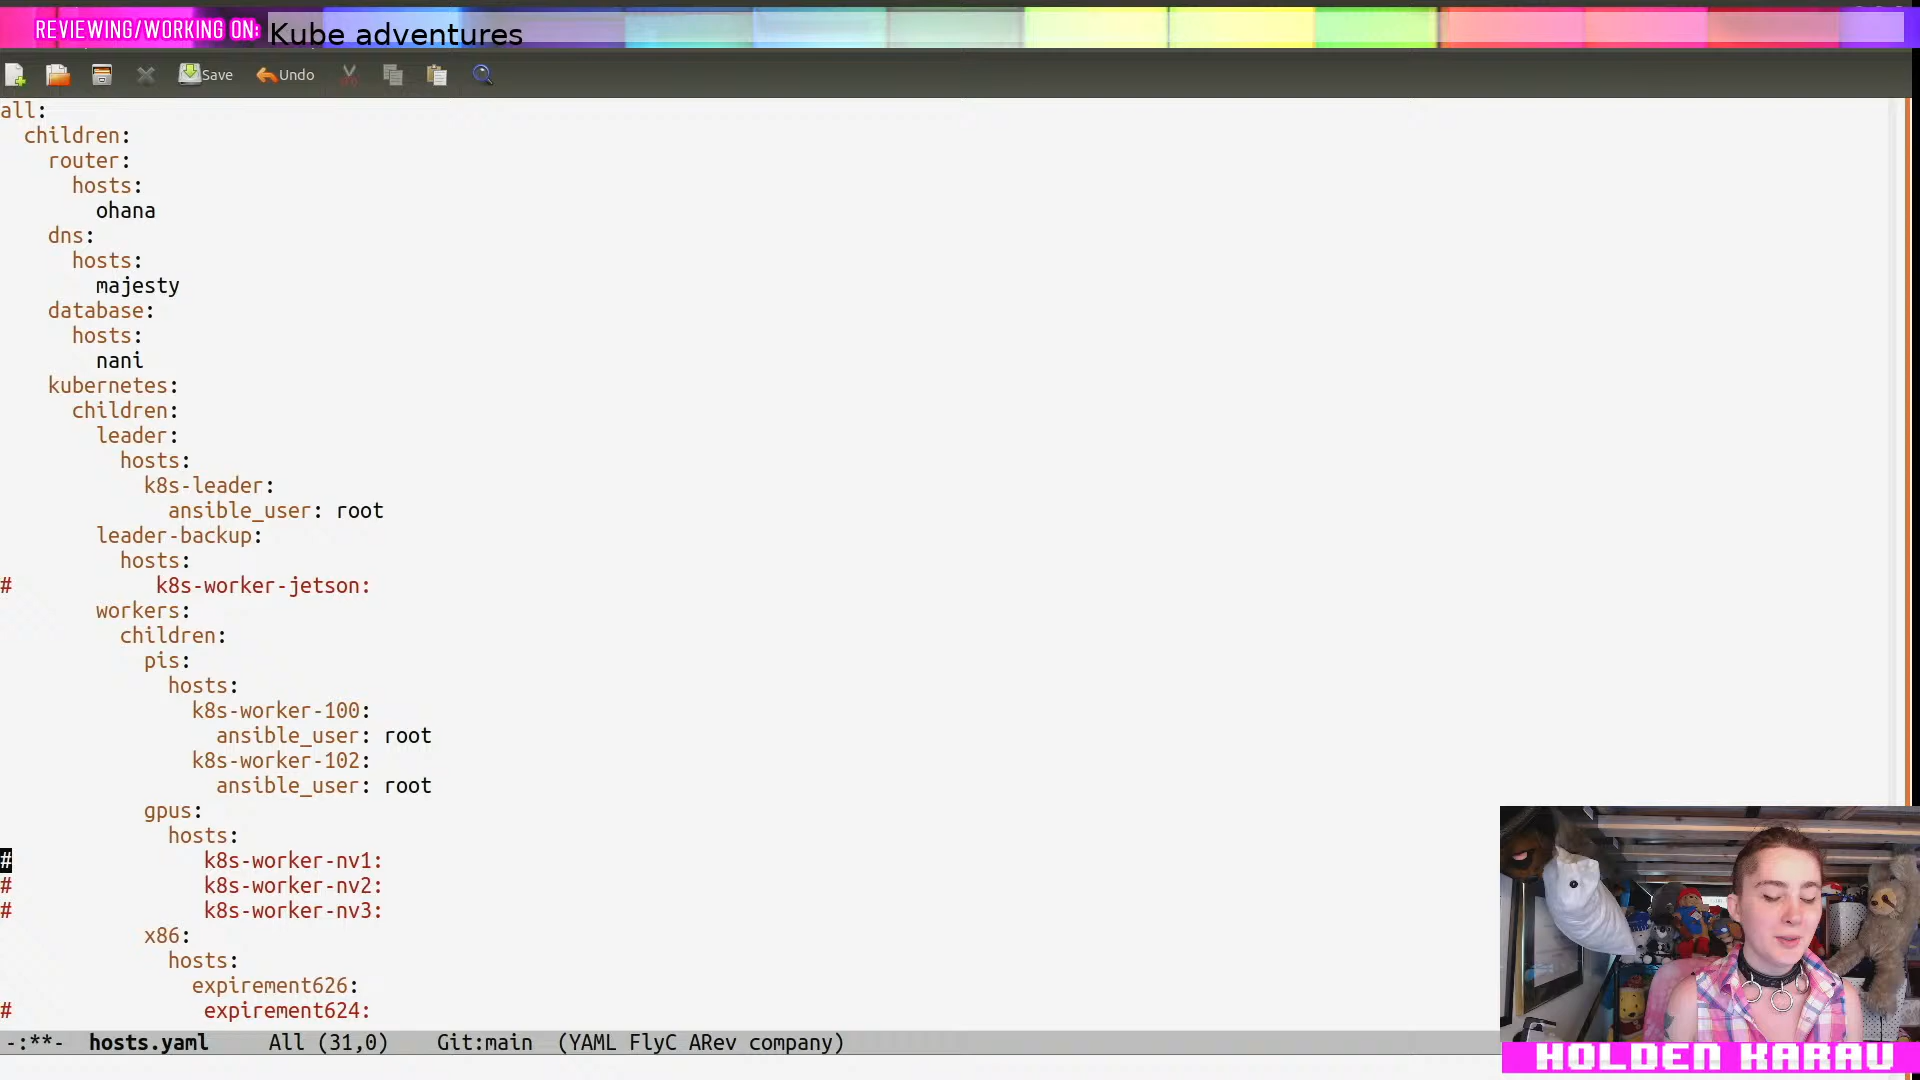 REVIEWING/WORKING ON: Kube adventures
Save Undo
all:
  children:
    router:
      hosts:
        ohana
    dns:
      hosts:
        majesty
    database:
      hosts:
        nani
    kubernetes:
      children:
        leader:
          hosts:
            k8s-leader:
              ansible_user: root
        leader-backup:
          hosts:
#            k8s-worker-jetson:
        workers:
          children:
            pis:
              hosts:
                k8s-worker-100:
                  ansible_user: root
                k8s-worker-102:
                  ansible_user: root
            gpus:
              hosts:
#                k8s-worker-nv1:
#                k8s-worker-nv2:
#                k8s-worker-nv3:
            x86:
              hosts:
                expirement626:
#                expirement624:
-:**-  hosts.yaml     All (31,0)    Git:main  (YAML FlyC ARev company)
HOLDEN KARAU